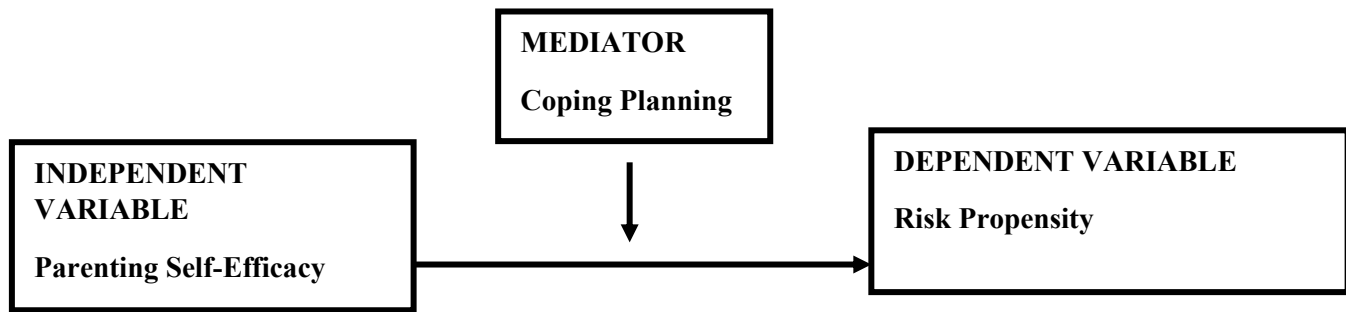 MEDIATOR
Coping Planning
INDEPENDENT
VARIABLE
Parenting Self-Efficacy
DEPENDENT VARIABLE
Risk Propensity